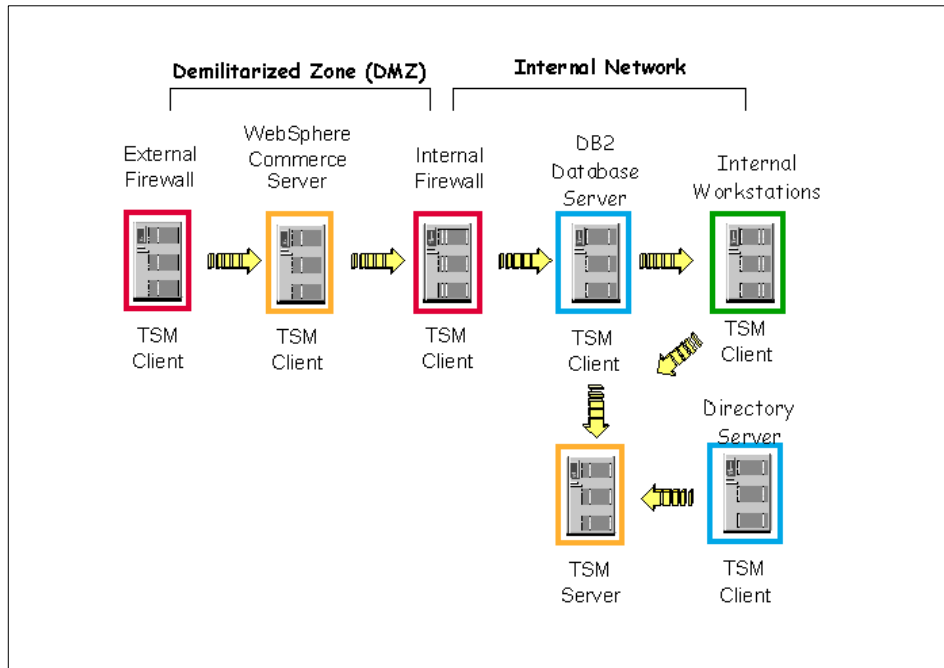 Demilitarized Zone (DMZ)
Internal Network
External
Firewall
WebSphere
Commerce
Server
Internal
Firewall
DB2
Database
Server
Internal
Workstations
TSM
Client
TSM
Client
TSM
Client
TSM
Client
TSM
Client
Directory
Server
TSM
Server
TSM
Client